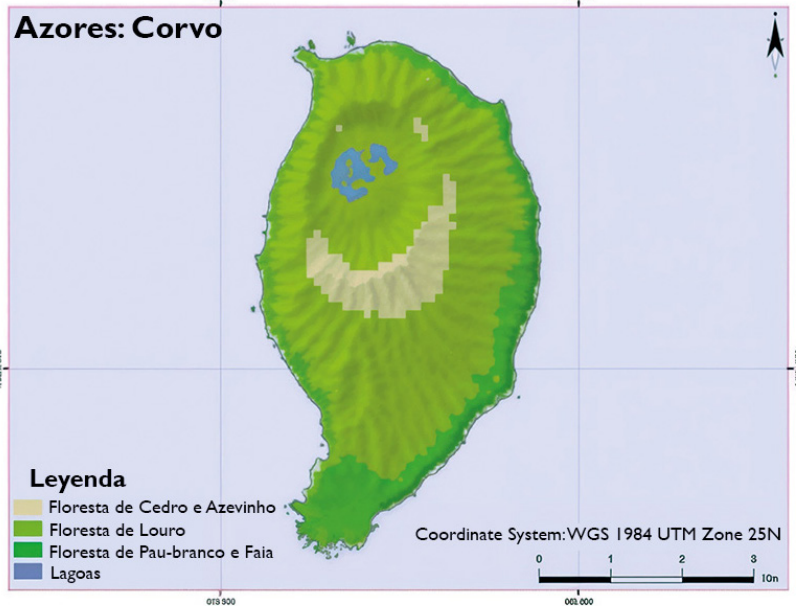 Azores: Corvo
Leyenda
Floresta de Cedro e Azevinho
Floresta de Louro
Floresta de Pau-branco e Faia
Lagoas
Coordinate System: WGS 1984 UTM Zone 25N
0 1 2 3
10n